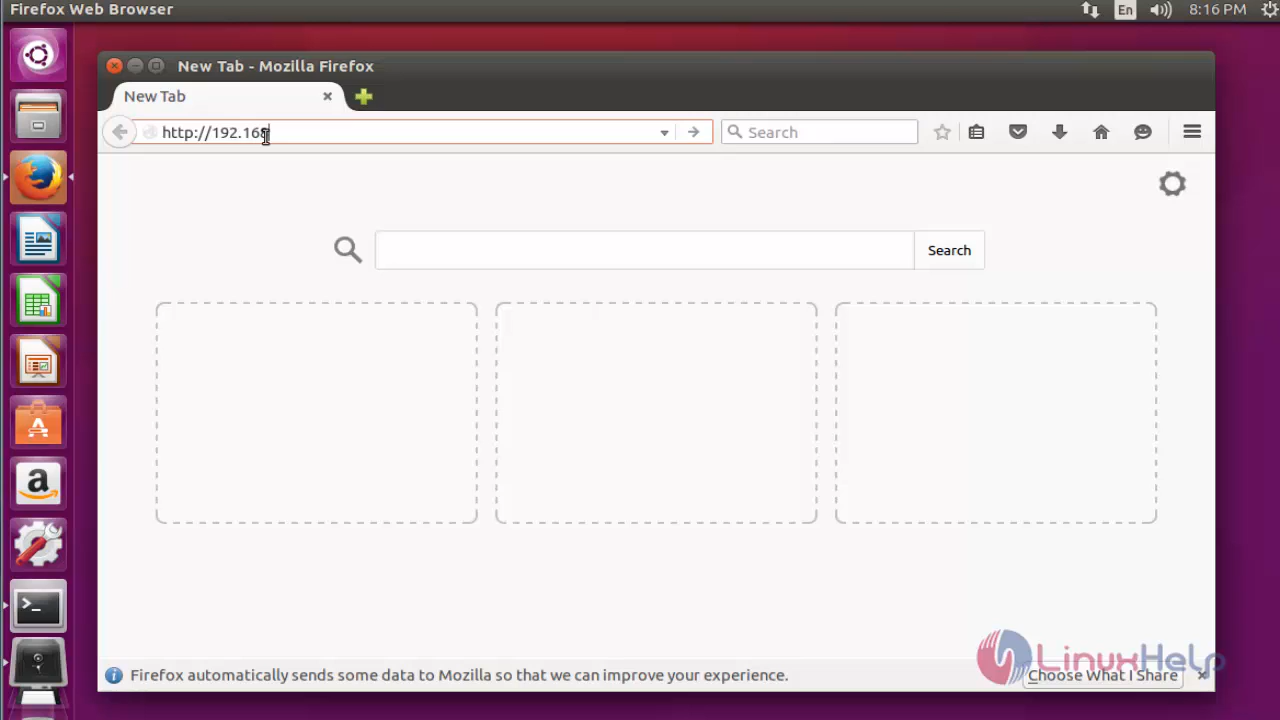 Firefox Web Browser
En
8:16 PM
New Tab - Mozilla Firefox
New Tab
http://192.168
Search
Search
Firefox automatically sends some data to Mozilla so that we can improve your experience.
Choose What I Share
LinuxHelp